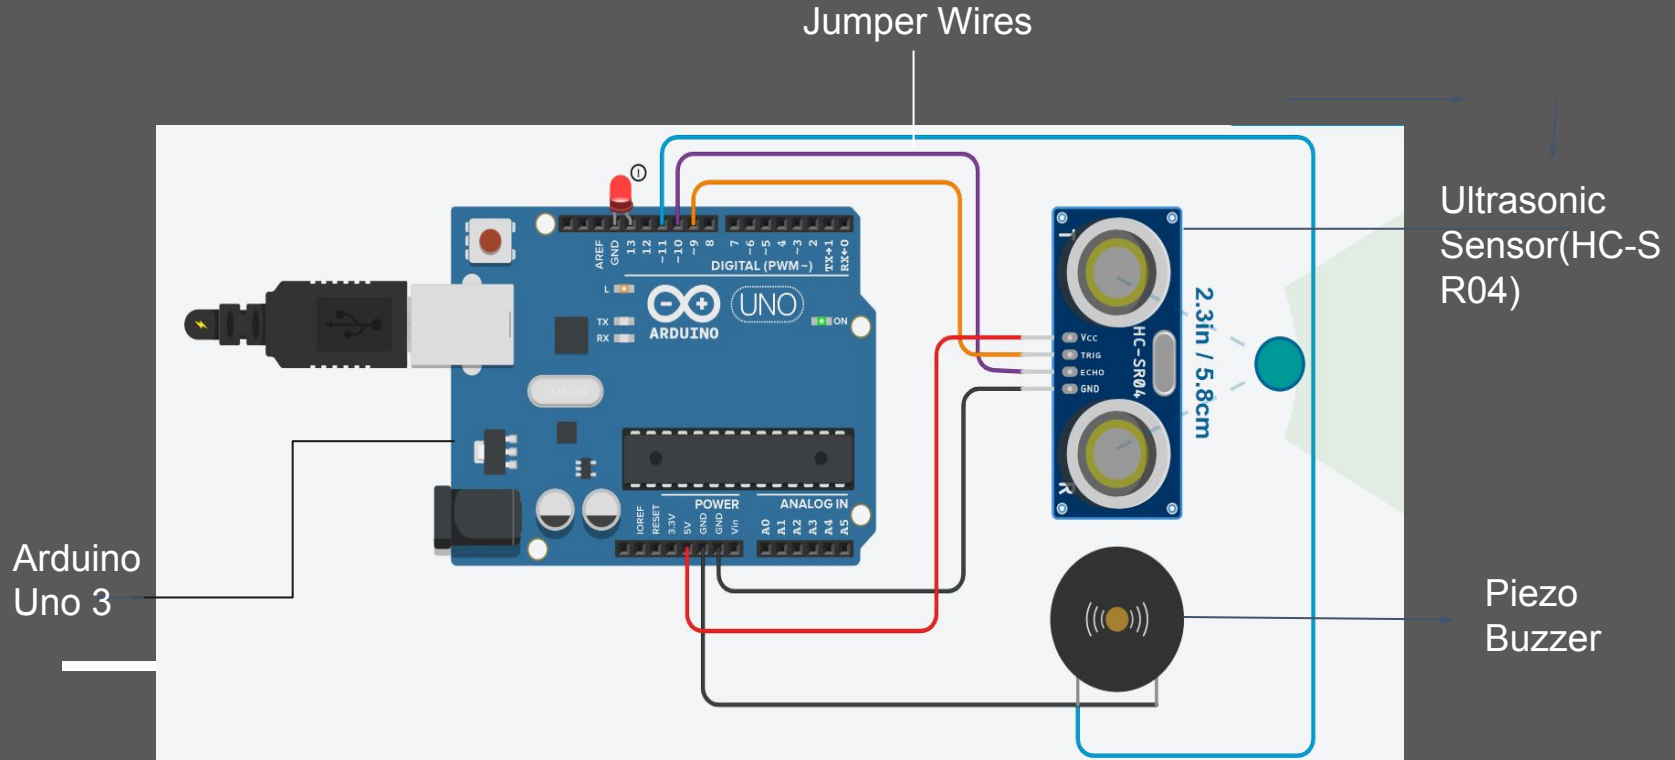 Jumper Wires
Ultrasonic
Sensor(HC-S
R04)
AREF
GND
13
12
~11
~10
~9
8
7
~6
~5
4
~3
2
TX→1
RX←0
DIGITAL (PWM~)
L
TX
RX
ARDUINO
UNO
ON
Vcc
TRIG
ECHO
GND
T
HC-SR04
R
2.3in / 5.8cm
POWER
ANALOG IN
IOREF
RESET
3.3V
5V
GND
GND
Vin
A0
A1
A2
A3
A4
A5
Arduino
Uno 3
Piezo
Buzzer